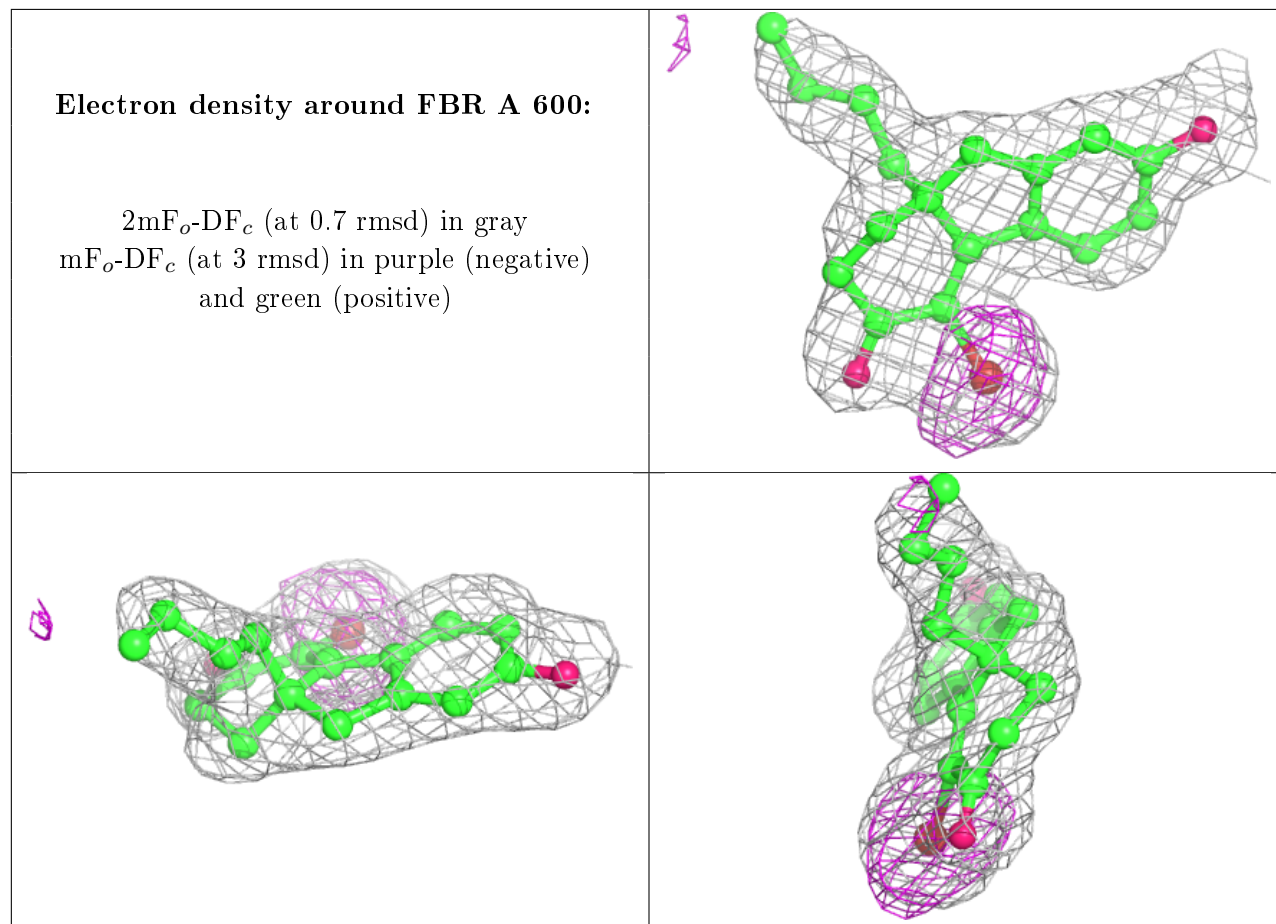 Electron density around FBR A 600:
2mFₒ-DF𝒸 (at 0.7 rmsd) in gray
mFₒ-DF𝒸 (at 3 rmsd) in purple (negative)
and green (positive)